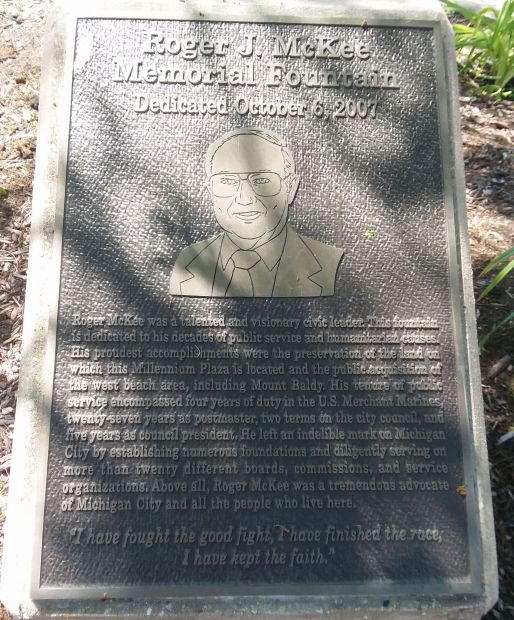 Roger J. McKee
Memorial Fountain
Dedicated October 6, 2007
Roger McKee was a talented and visionary civic leader. This fountain
is dedicated to his decades of public service and humanitarian causes.
His proudest accomplishments were the preservation of the land on
which this Millennium Plaza is located and the public acquisition of
the west beach area, including Mount Baldy. His tenure of public
service encompassed four years of duty in the U.S. Merchant Marines,
twenty-seven years as postmaster, two terms on the city council, and
five years as council president. He left an indelible mark on Michigan
City by establishing numerous foundations and diligently serving on
more than twenty different boards, commissions, and service
organizations. Above all, Roger McKee was a tremendous advocate
of Michigan City and all the people who live here.
"I have fought the good fight, I have finished the race,
I have kept the faith."